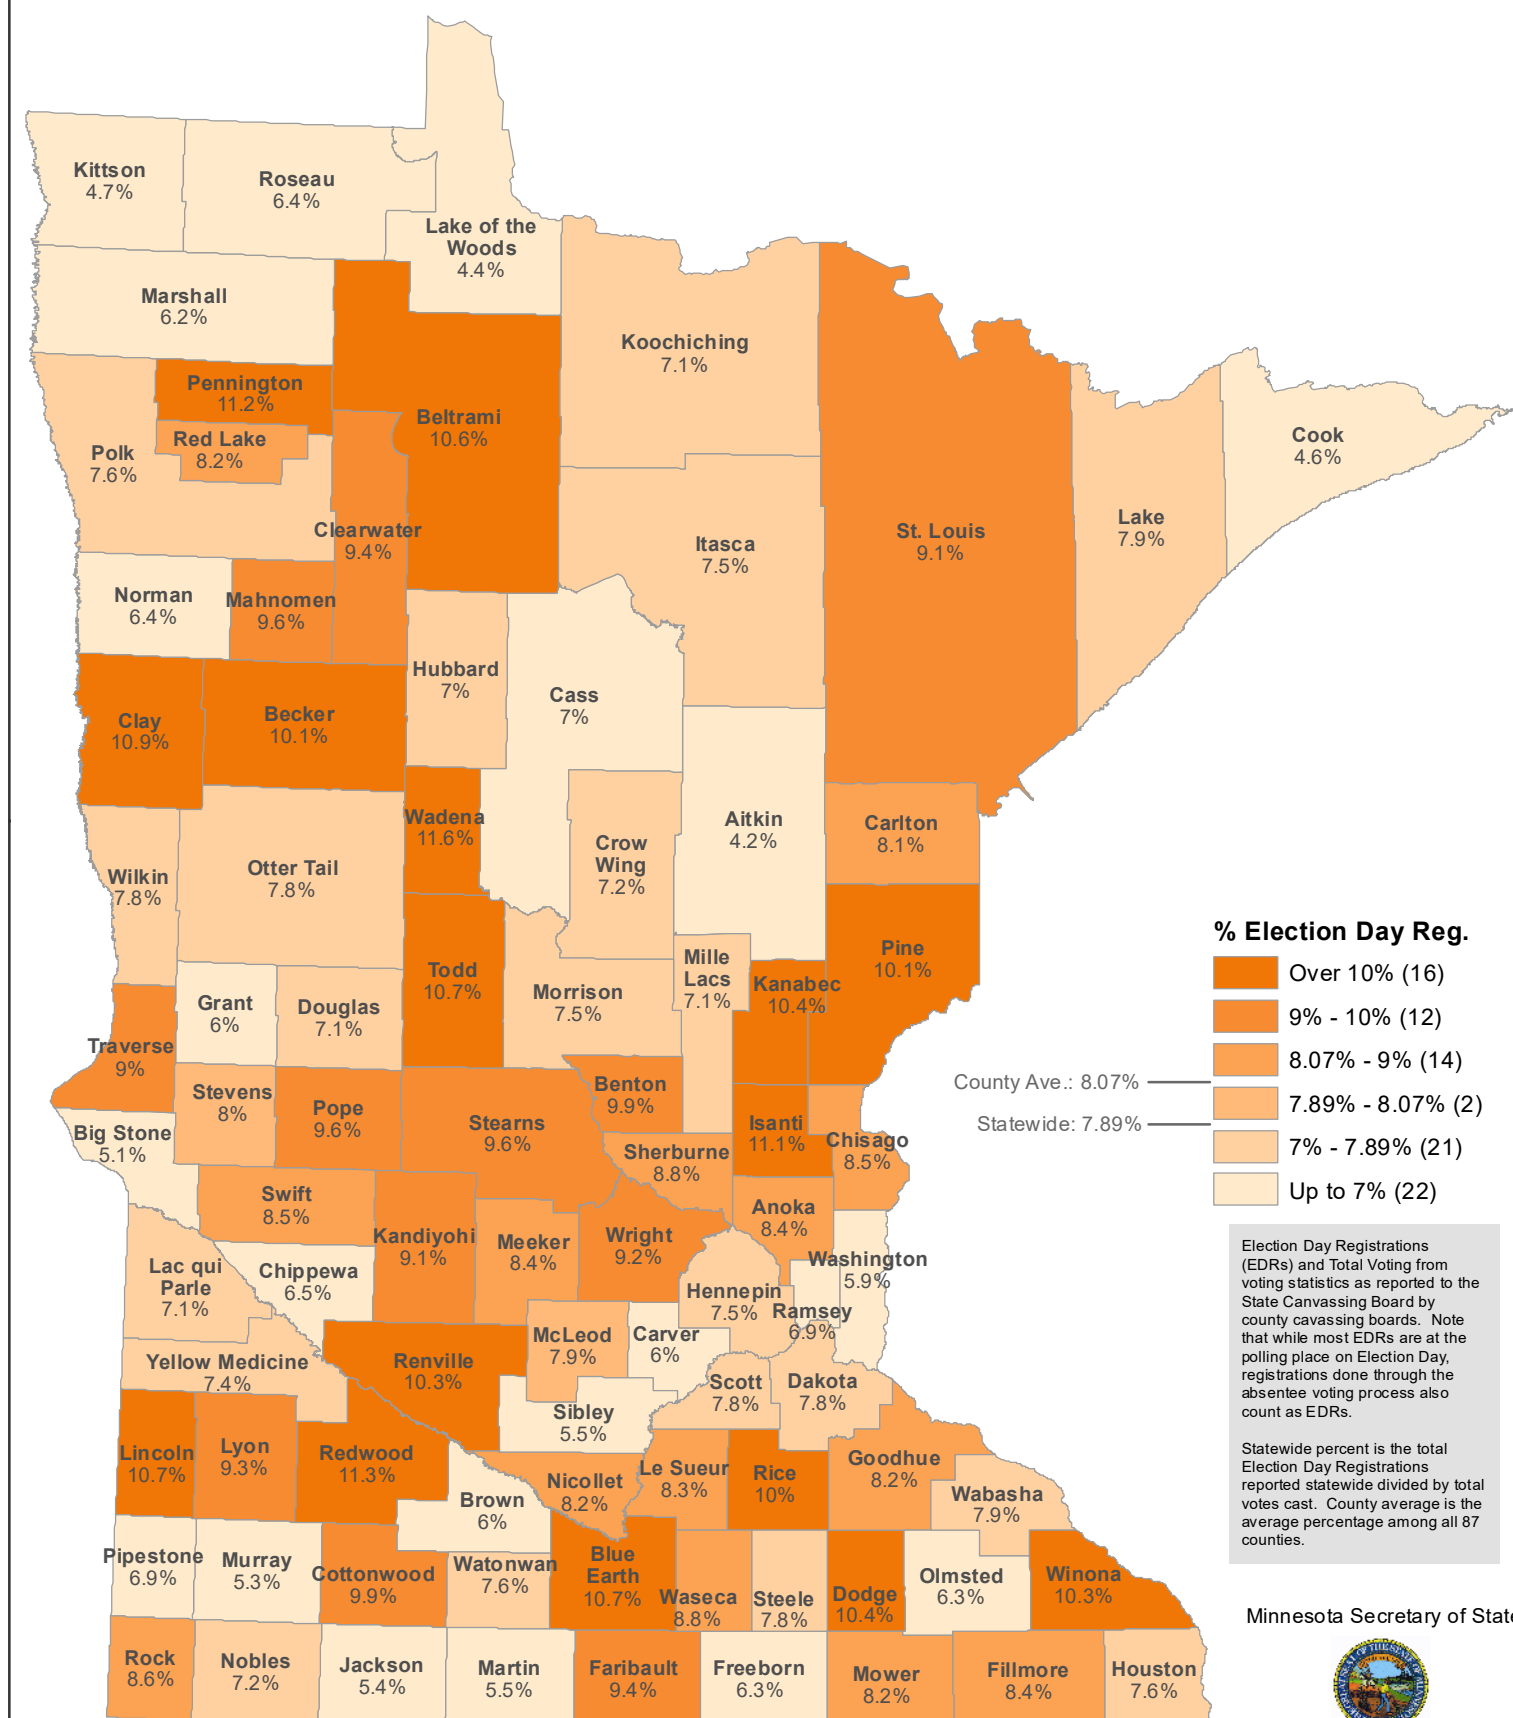 Kittson
4.7%
Roseau
6.4%
Lake of the
Woods
4.4%
Marshall
6.2%
Koochiching
7.1%
Pennington
11.2%
Beltrami
10.6%
Red Lake
8.2%
Polk
7.6%
Cook
4.6%
Clearwater
9.4%
Itasca
7.5%
St. Louis
9.1%
Lake
7.9%
Norman
6.4%
Mahnomen
9.6%
Hubbard
7%
Cass
7%
Clay
10.9%
Becker
10.1%
Wadena
11.6%
Aitkin
4.2%
Carlton
8.1%
Crow
Wing
7.2%
Wilkin
7.8%
Otter Tail
7.8%
Pine
10.1%
Mille
Lacs
7.1%
Todd
10.7%
Kanabec
10.4%
Morrison
7.5%
Grant
6%
Douglas
7.1%
Traverse
9%
Stevens
8%
Pope
9.6%
Benton
9.9%
Stearns
9.6%
Isanti
11.1%
Big Stone
5.1%
Chisago
8.5%
Sherburne
8.8%
Swift
8.5%
Anoka
8.4%
Kandiyohi
9.1%
Meeker
8.4%
Wright
9.2%
Washington
5.9%
Lac qui
Parle
7.1%
Chippewa
6.5%
Hennepin
7.5%
Ramsey
6.9%
McLeod
7.9%
Carver
6%
Yellow Medicine
7.4%
Renville
10.3%
Scott
7.8%
Dakota
7.8%
Sibley
5.5%
Lincoln
10.7%
Lyon
9.3%
Redwood
11.3%
Nicollet
8.2%
Le Sueur
8.3%
Rice
10%
Goodhue
8.2%
Brown
6%
Wabasha
7.9%
Pipestone
6.9%
Murray
5.3%
Cottonwood
9.9%
Watonwan
7.6%
Blue
Earth
10.7%
Waseca
8.8%
Steele
7.8%
Dodge
10.4%
Olmsted
6.3%
Winona
10.3%
Rock
8.6%
Nobles
7.2%
Jackson
5.4%
Martin
5.5%
Faribault
9.4%
Freeborn
6.3%
Mower
8.2%
Fillmore
8.4%
Houston
7.6%
% Election Day Reg.
Over 10% (16)
9% - 10% (12)
8.07% - 9% (14)
7.89% - 8.07% (2)
7% - 7.89% (21)
Up to 7% (22)
County Ave.: 8.07%
Statewide: 7.89%
Election Day Registrations
(EDRs) and Total Voting from
voting statistics as reported to the
State Canvassing Board by
county cavassing boards. Note
that while most EDRs are at the
polling place on Election Day,
registrations done through the
absentee voting process also
count as EDRs.
Statewide percent is the total
Election Day Registrations
reported statewide divided by total
votes cast. County average is the
average percentage among all 87
counties.
Minnesota Secretary of State